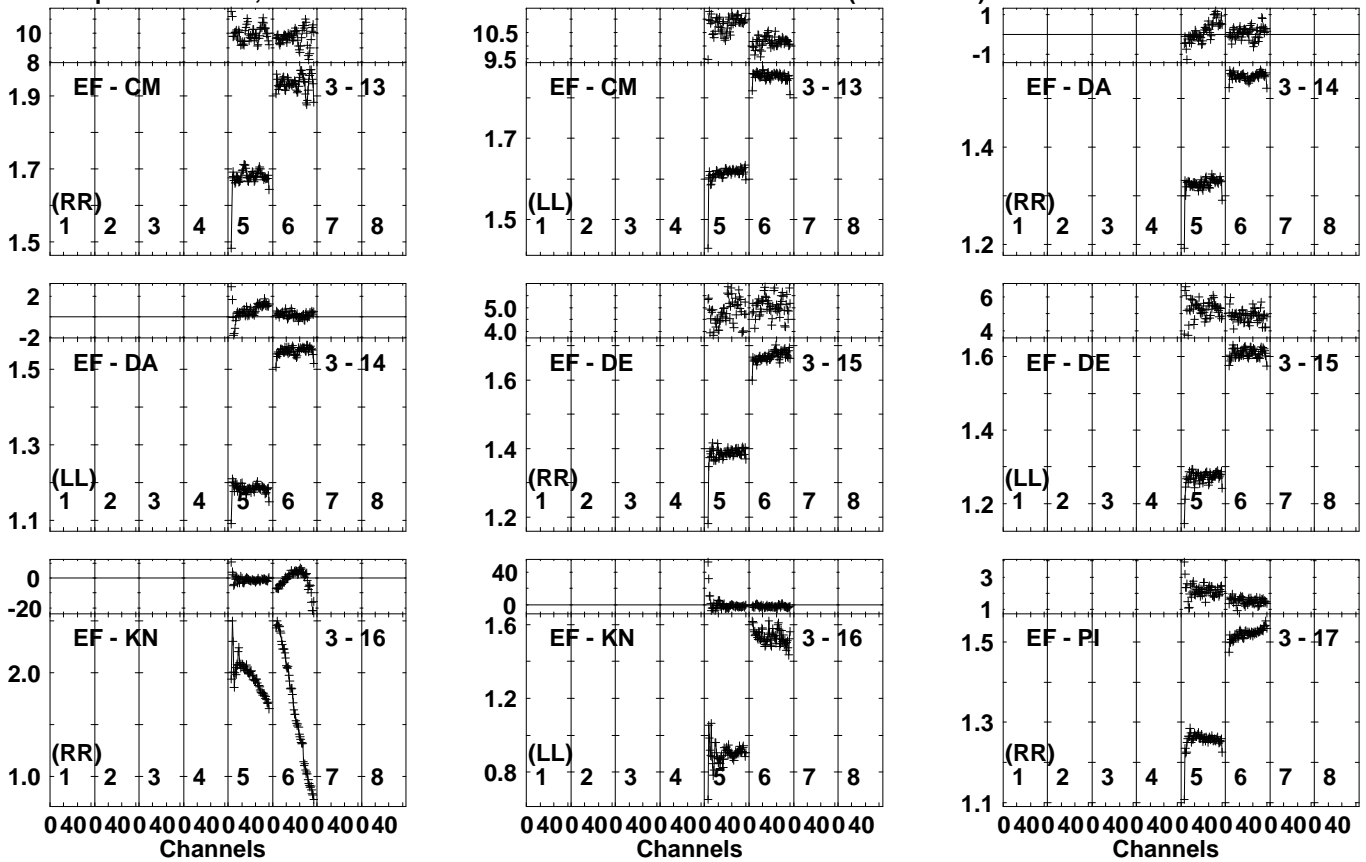 10
8
EF - CM 3 - 13
1.9
1.7
(RR)
1 2 3 4 5 6 7 8
1.5
10.5
9.5
EF - CM 3 - 13
1.7
(LL)
1 2 3 4 5 6 7 8
1.5
1
-1
EF - DA 3 - 14
1.4
(RR)
1 2 3 4 5 6 7 8
1.2
2
-2
EF - DA 3 - 14
1.5
1.3
(LL)
1 2 3 4 5 6 7 8
1.1
5.0
4.0
EF - DE 3 - 15
1.6
1.4
(RR)
1 2 3 4 5 6 7 8
1.2
6
4
1.6
EF - DE 3 - 15
1.4
(LL)
1 2 3 4 5 6 7 8
1.2
0
-20
EF - KN 3 - 16
2.0
(RR)
1 2 3 4 5 6 7 8
1.0
0 40 0 40 0 40 0 40 0 40 0 40 0 40 0 40
Channels
40
0
1.6
EF - KN 3 - 16
1.2
(LL)
1 2 3 4 5 6 7 8
0.8
0 40 0 40 0 40 0 40 0 40 0 40 0 40 0 40
Channels
3
1
EF - PI 3 - 17
1.5
1.3
(RR)
1 2 3 4 5 6 7 8
1.1
0 40 0 40 0 40 0 40 0 40 0 40 0 40 0 40
Channels